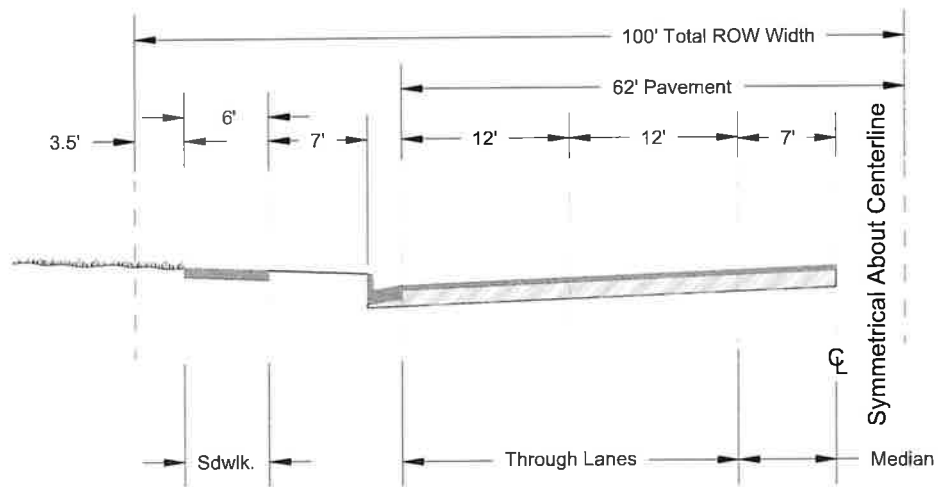 100' Total ROW Width
62' Pavement
6'
3.5'
7'
12'
12'
7'
Symmetrical About Centerline
CL
Sdwlk.
Through Lanes
Median